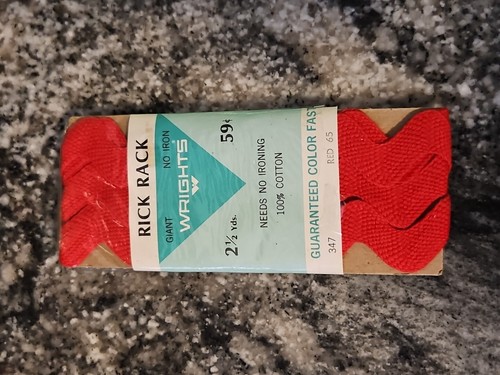 RICK RACK
GIANT NO IRON
WRIGHTS
W
2½ Yds. 59¢
NEEDS NO IRONING
100% COTTON
GUARANTEED COLOR FAST
347 RED 65